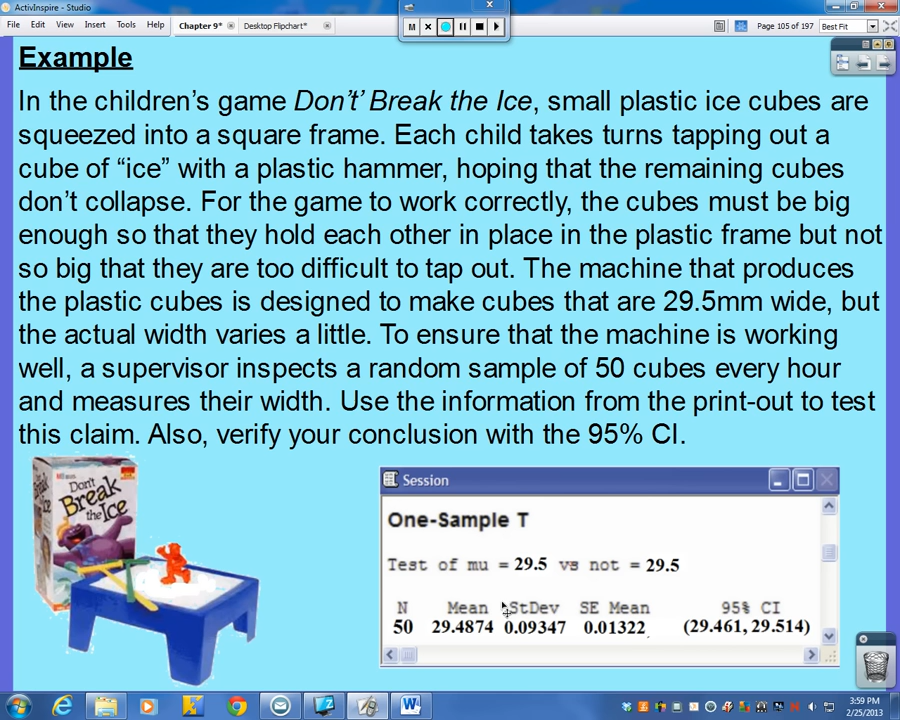 ActivInspire - Studio
File Edit View Insert Tools Help Chapter 9* Desktop Flipchart* Page 105 of 197 Best Fit
Example
In the children's game Don't' Break the Ice, small plastic ice cubes are
squeezed into a square frame. Each child takes turns tapping out a
cube of “ice” with a plastic hammer, hoping that the remaining cubes
don't collapse. For the game to work correctly, the cubes must be big
enough so that they hold each other in place in the plastic frame but not
so big that they are too difficult to tap out. The machine that produces
the plastic cubes is designed to make cubes that are 29.5mm wide, but
the actual width varies a little. To ensure that the machine is working
well, a supervisor inspects a random sample of 50 cubes every hour
and measures their width. Use the information from the print-out to test
this claim. Also, verify your conclusion with the 95% CI.
Don't
Break
the Ice
Session
One-Sample T
Test of mu = 29.5 vs not = 29.5
N Mean StDev SE Mean 95% CI
50 29.4874 0.09347 0.01322 (29.461, 29.514)
3:59 PM
2/25/2013